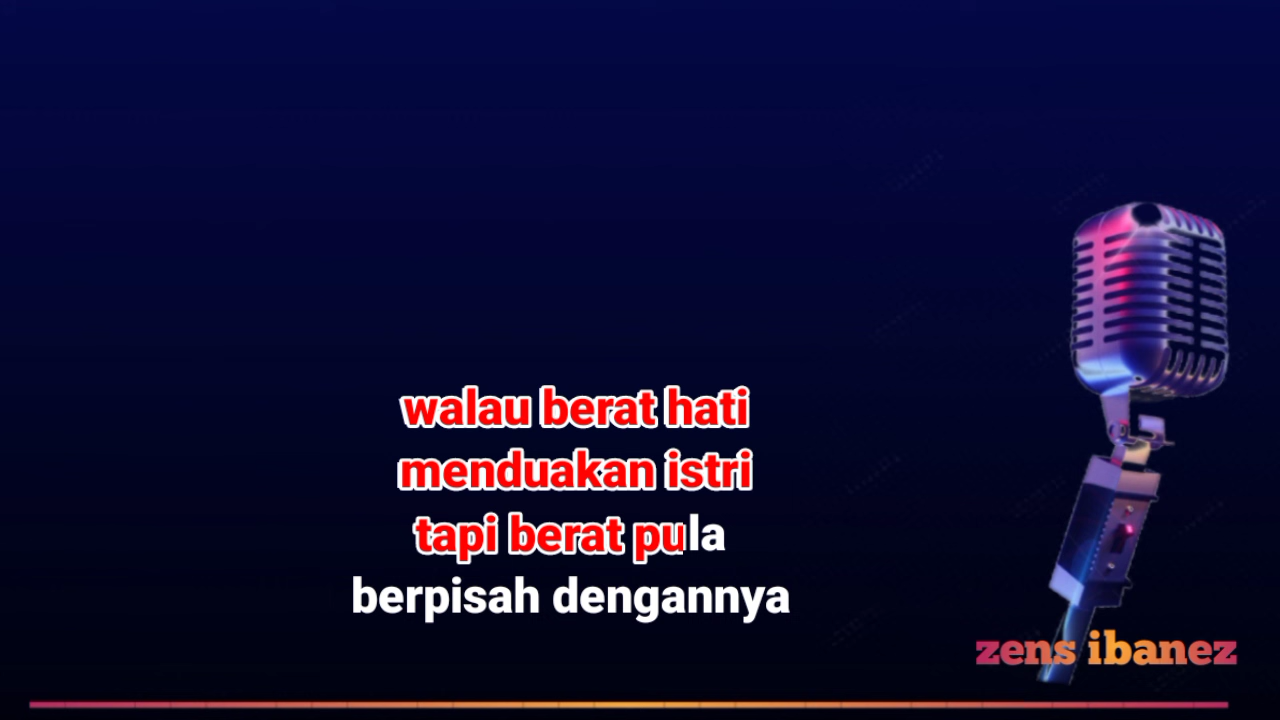 walau berat hati
menduakan istri
tapi berat pula
berpisah dengannya
zens ibanez